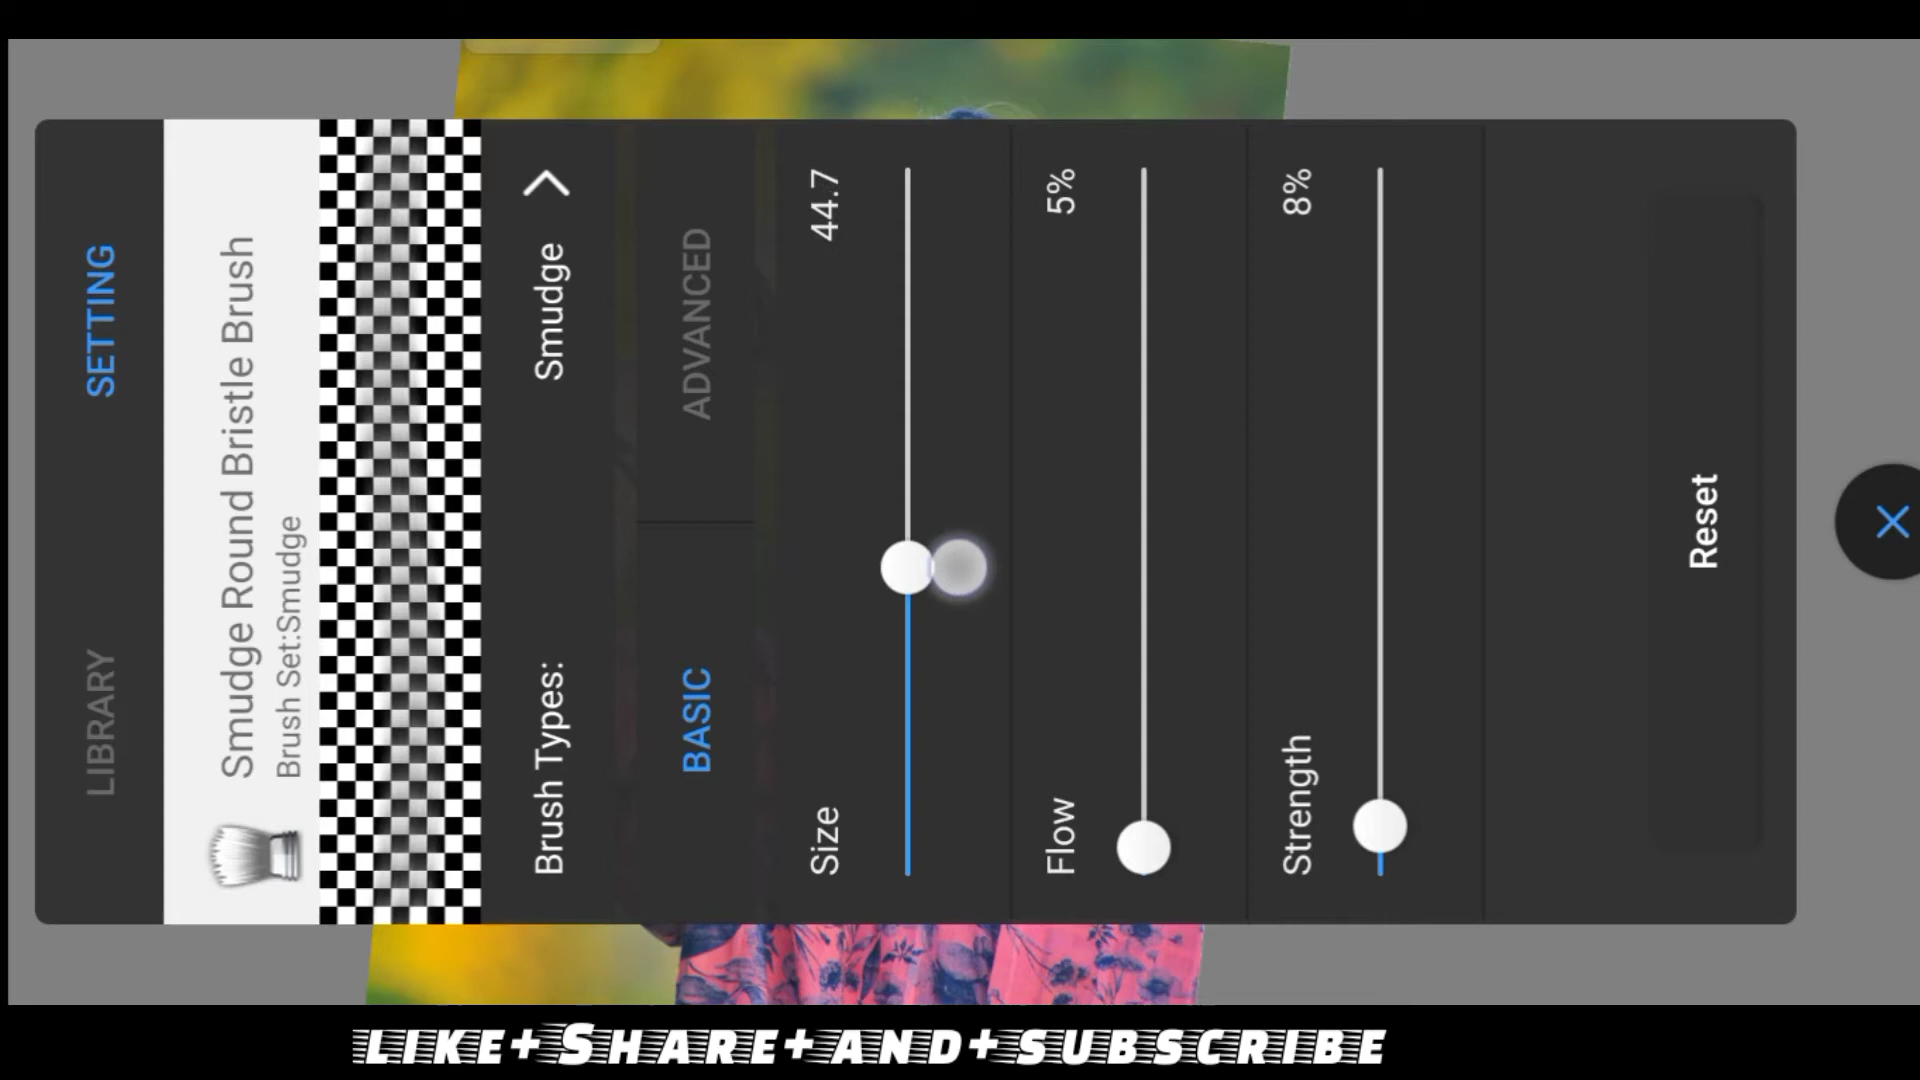 LIBRARY SETTING
Smudge Round Bristle Brush
Brush Set:Smudge
Brush Types: Smudge
BASIC ADVANCED
Size 44.7
Flow 5%
Strength 8%
Reset
LIKE+SHARE+AND+SUBSCRIBE